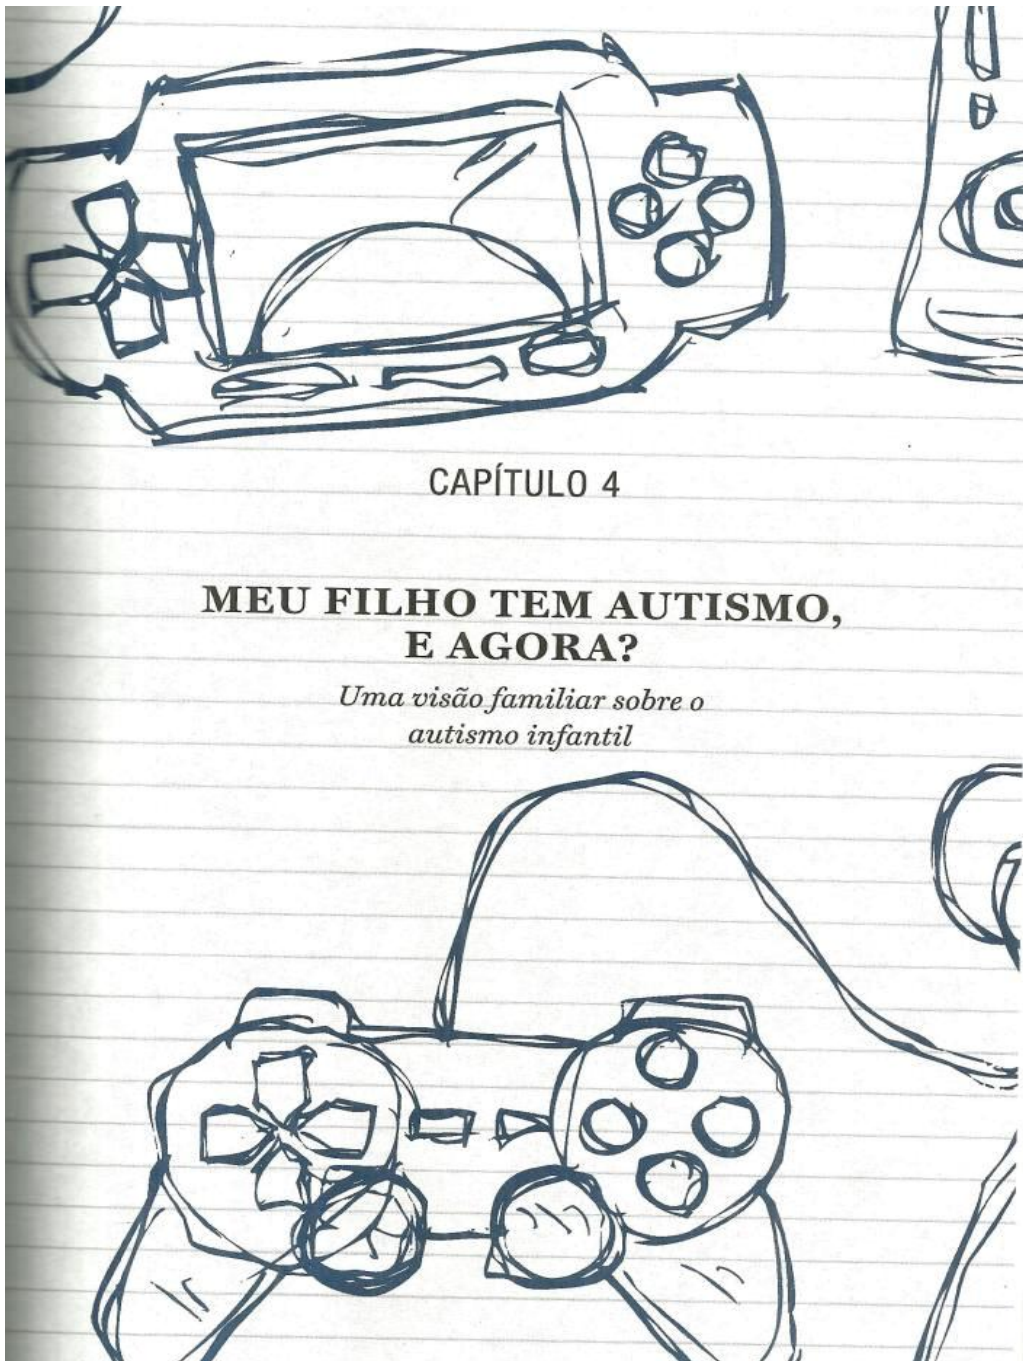 CAPÍTULO 4
MEU FILHO TEM AUTISMO,
E AGORA?
Uma visão familiar sobre o
autismo infantil